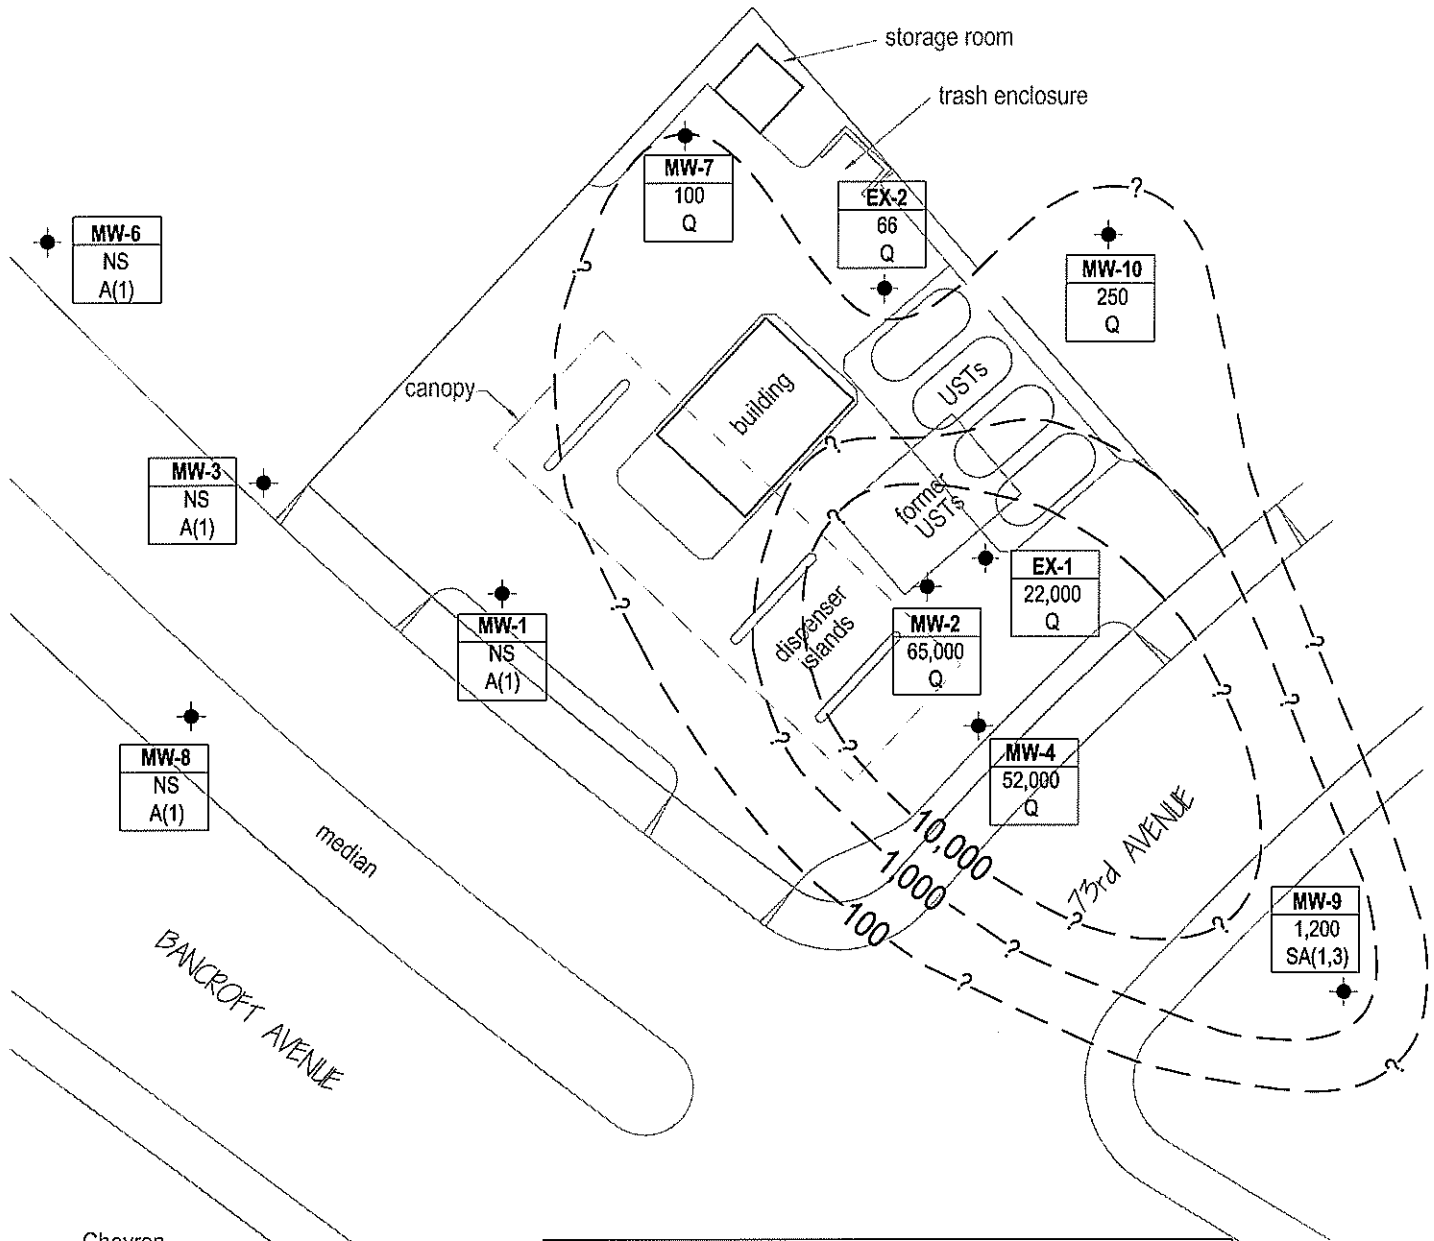 storage room
trash enclosure
MW-7
100
Q
EX-2
66
Q
MW-6
NS
A(1)
MW-10
250
Q
?
?
canopy
building
USTs
?
MW-3
NS
A(1)
former
USTs
?
EX-1
22,000
Q
MW-1
NS
A(1)
?
dispenser
islands
MW-2
65,000
Q
?
?
?
MW-8
NS
A(1)
?
?
MW-4
52,000
Q
median
10,000
1,000
100
73rd AVENUE
?
?
?
?
MW-9
1,200
SA(1,3)
BANCROFT AVENUE
?
Chevron